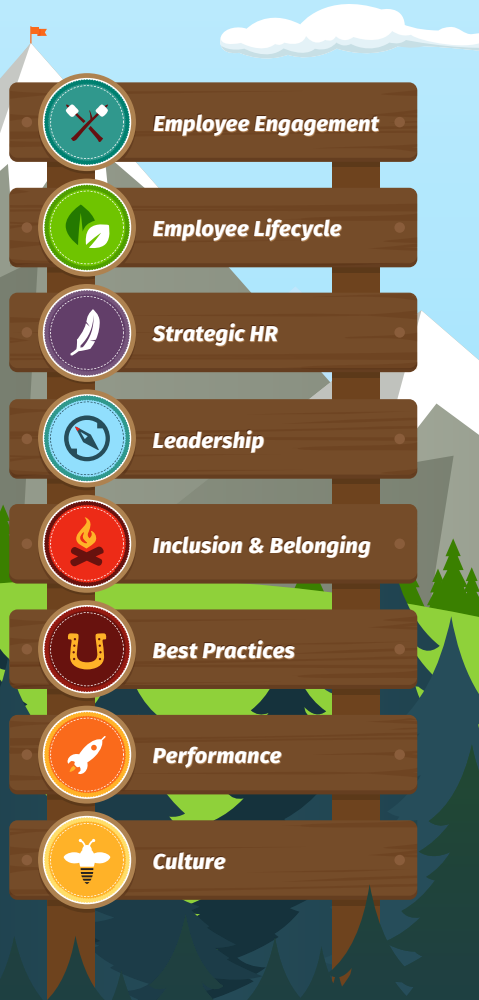 Employee Engagement
Employee Lifecycle
Strategic HR
Leadership
Inclusion & Belonging
Best Practices
Performance
Culture